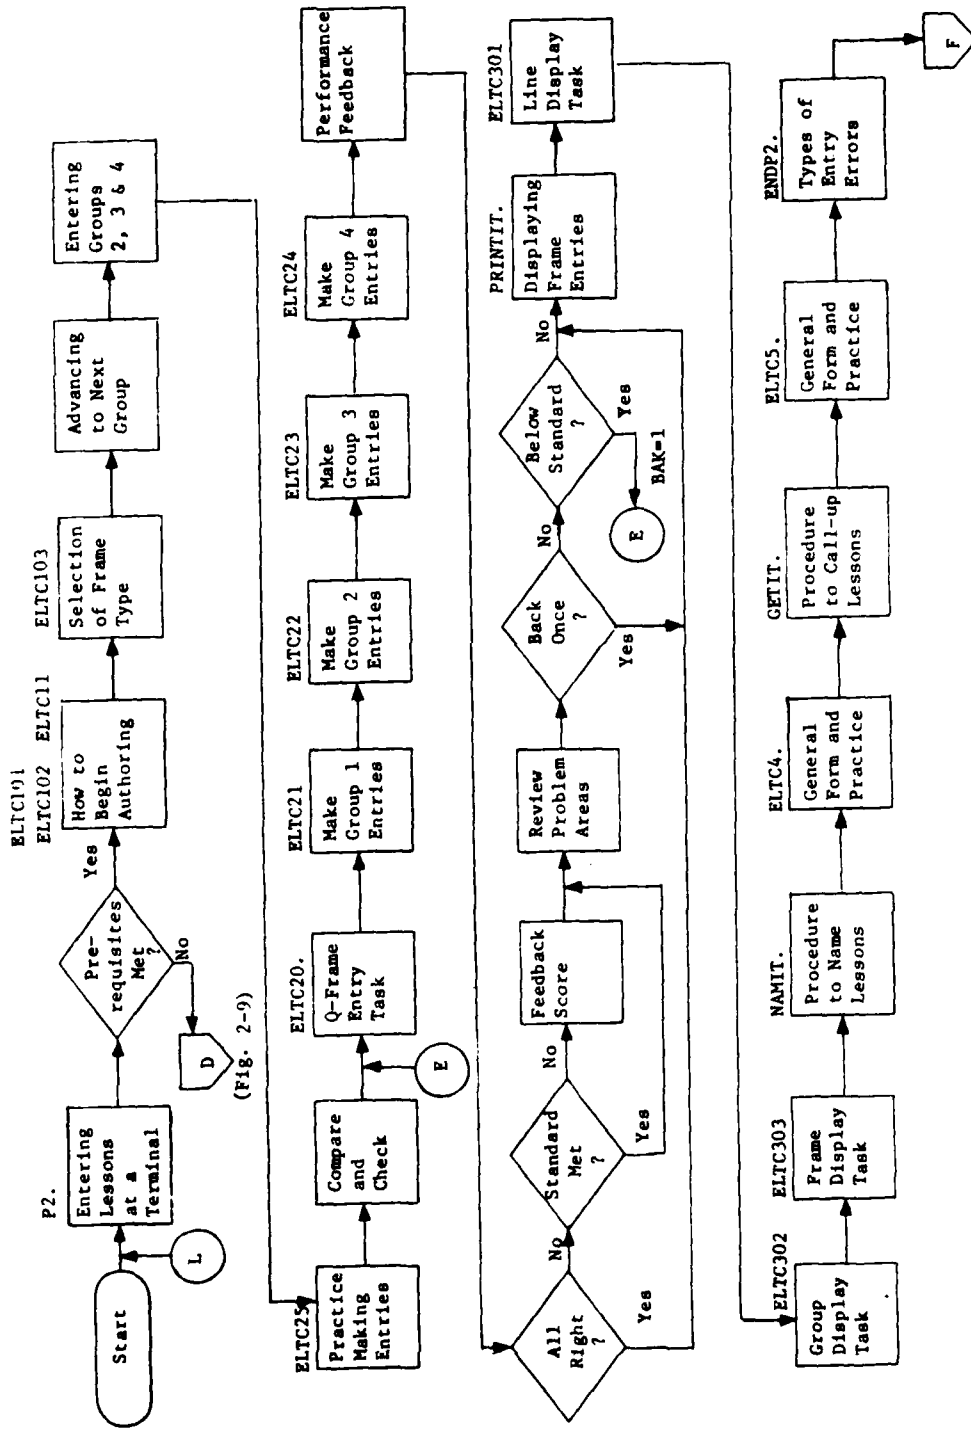 Start
L
P2.
Entering
Lessons
at a
Terminal
Pre-
requisites
Met
?
Yes
No
D
(Fig. 2-9)
ELTC101
ELTC102 ELTC11
How to
Begin
Authoring
ELTC103
Selection
of Frame
Type
Advancing
to Next
Group
Entering
Groups
2, 3 & 4
ELTC25
Practice
Making
Entries
Compare
and
Check
E
ELTC20.
Q-Frame
Entry
Task
ELTC21
Make
Group 1
Entries
ELTC22
Make
Group 2
Entries
ELTC23
Make
Group 3
Entries
ELTC24
Make
Group 4
Entries
Performance
Feedback
All
Right
?
No
Yes
Standard
Met
?
No
Yes
Feedback
Score
Review
Problem
Areas
Back
Once
?
No
Yes
Below
Standard
?
No
Yes
BAK=1
E
PRINTIT.
Displaying
Frame
Entries
ELTC301
Line
Display
Task
ELTC302
Group
Display
Task
ELTC303
Frame
Display
Task
NAMIT.
Procedure
to Name
Lessons
ELTC4.
General
Form and
Practice
GETIT.
Procedure
to Call-up
Lessons
ELTC5.
General
Form and
Practice
ENDP2.
Types of
Entry
Errors
F